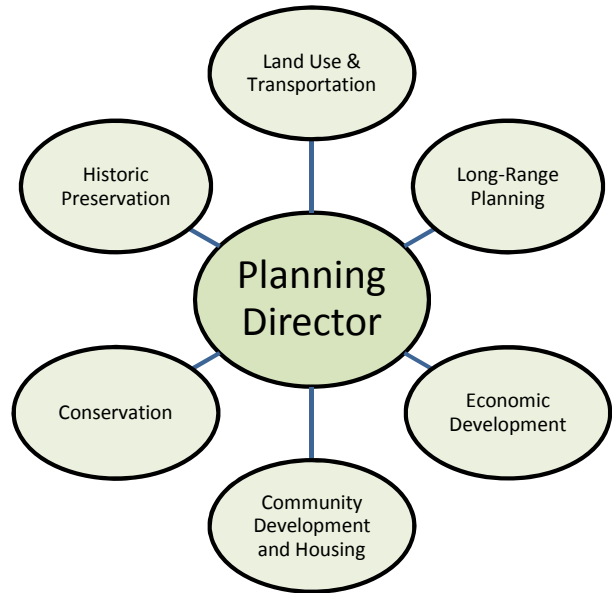 Land Use &
Transportation
Historic
Preservation
Long-Range
Planning
Planning
Director
Conservation
Economic
Development
Community
Development
and Housing